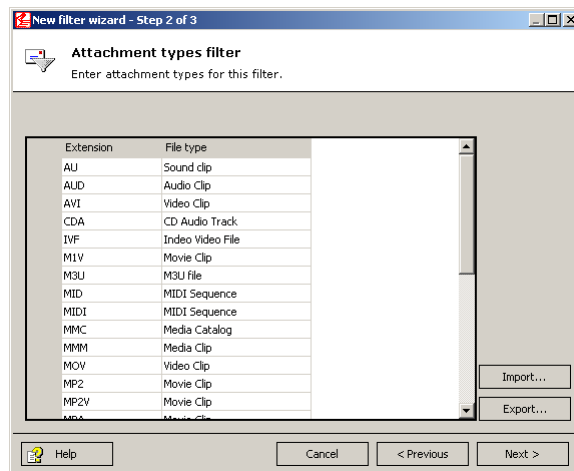 New filter wizard - Step 2 of 3
Attachment types filter
Enter attachment types for this filter.
Extension File type
AU Sound clip
AUD Audio Clip
AVI Video Clip
CDA CD Audio Track
IVF Indeo Video File
M1V Movie Clip
M3U M3U file
MID MIDI Sequence
MIDI MIDI Sequence
MMC Media Catalog
MMM Media Clip
MOV Video Clip
MP2 Movie Clip
MP2V Movie Clip
MPA Movie Clip
Import...
Export...
Help Cancel < Previous Next >